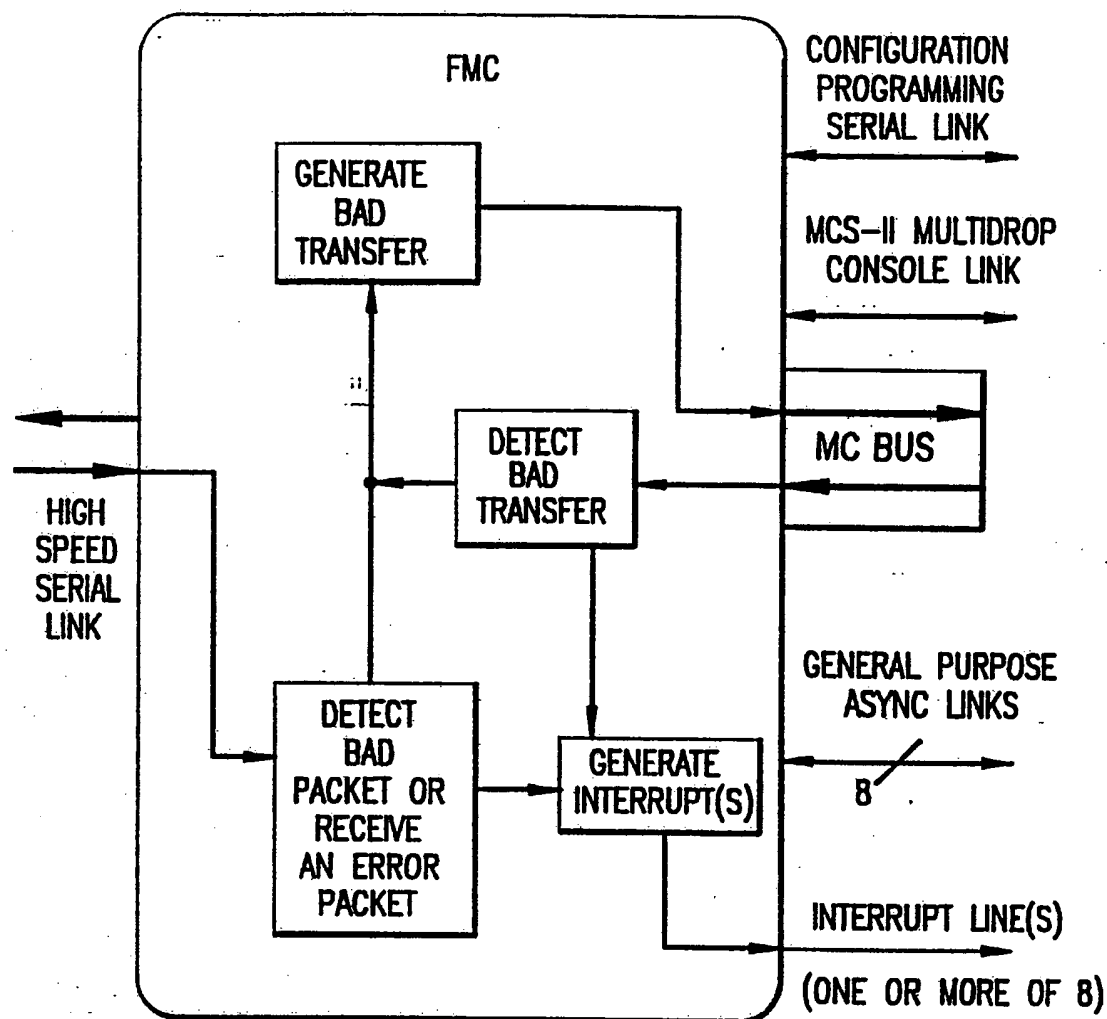 FMC
CONFIGURATION
PROGRAMMING
SERIAL LINK
GENERATE
BAD
TRANSFER
MCS-II MULTIDROP
CONSOLE LINK
DETECT
BAD
TRANSFER
MC BUS
HIGH
SPEED
SERIAL
LINK
GENERAL PURPOSE
ASYNC LINKS
8
DETECT
BAD
PACKET OR
RECEIVE
AN ERROR
PACKET
GENERATE
INTERRUPT(S)
INTERRUPT LINE(S)
(ONE OR MORE OF 8)